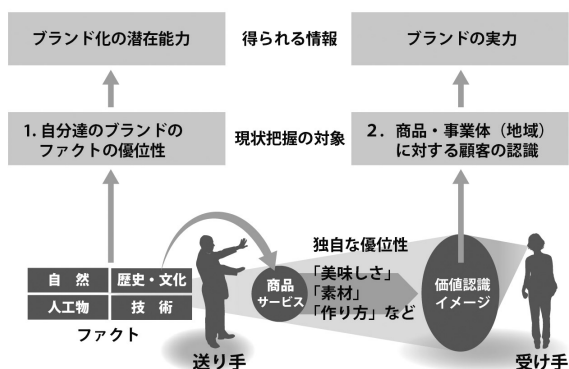 ブランド化の潜在能力
得られる情報
ブランドの実力
1. 自分達のブランドの
ファクトの優位性
現状把握の対象
2. 商品・事業体（地域）
に対する顧客の認識
独自な優位性
自 然
歴史・文化
人工物
技 術
ファクト
商品
サービス
「美味しさ」
「素材」
「作り方」など
価値認識
イメージ
送り手
受け手